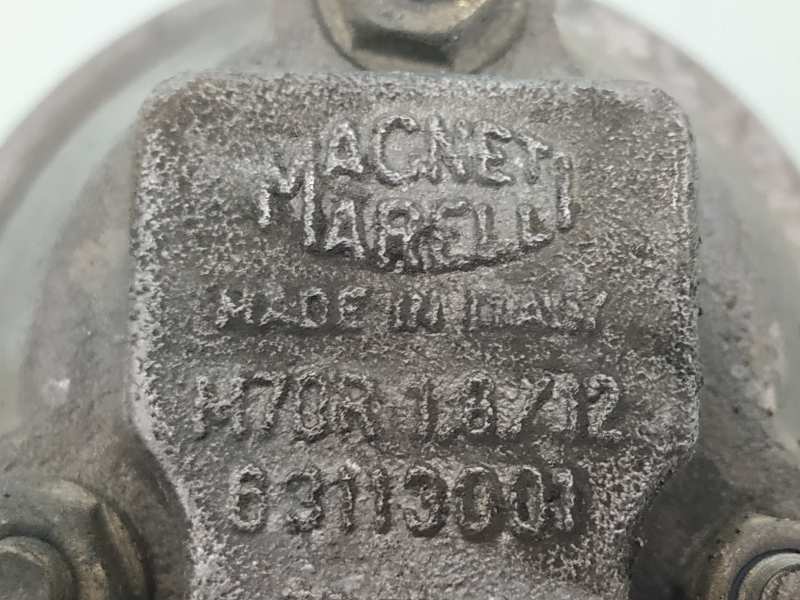 MAGNETI
MARELLI
MADE IN ITALY
M70R 1.8/12
63113001